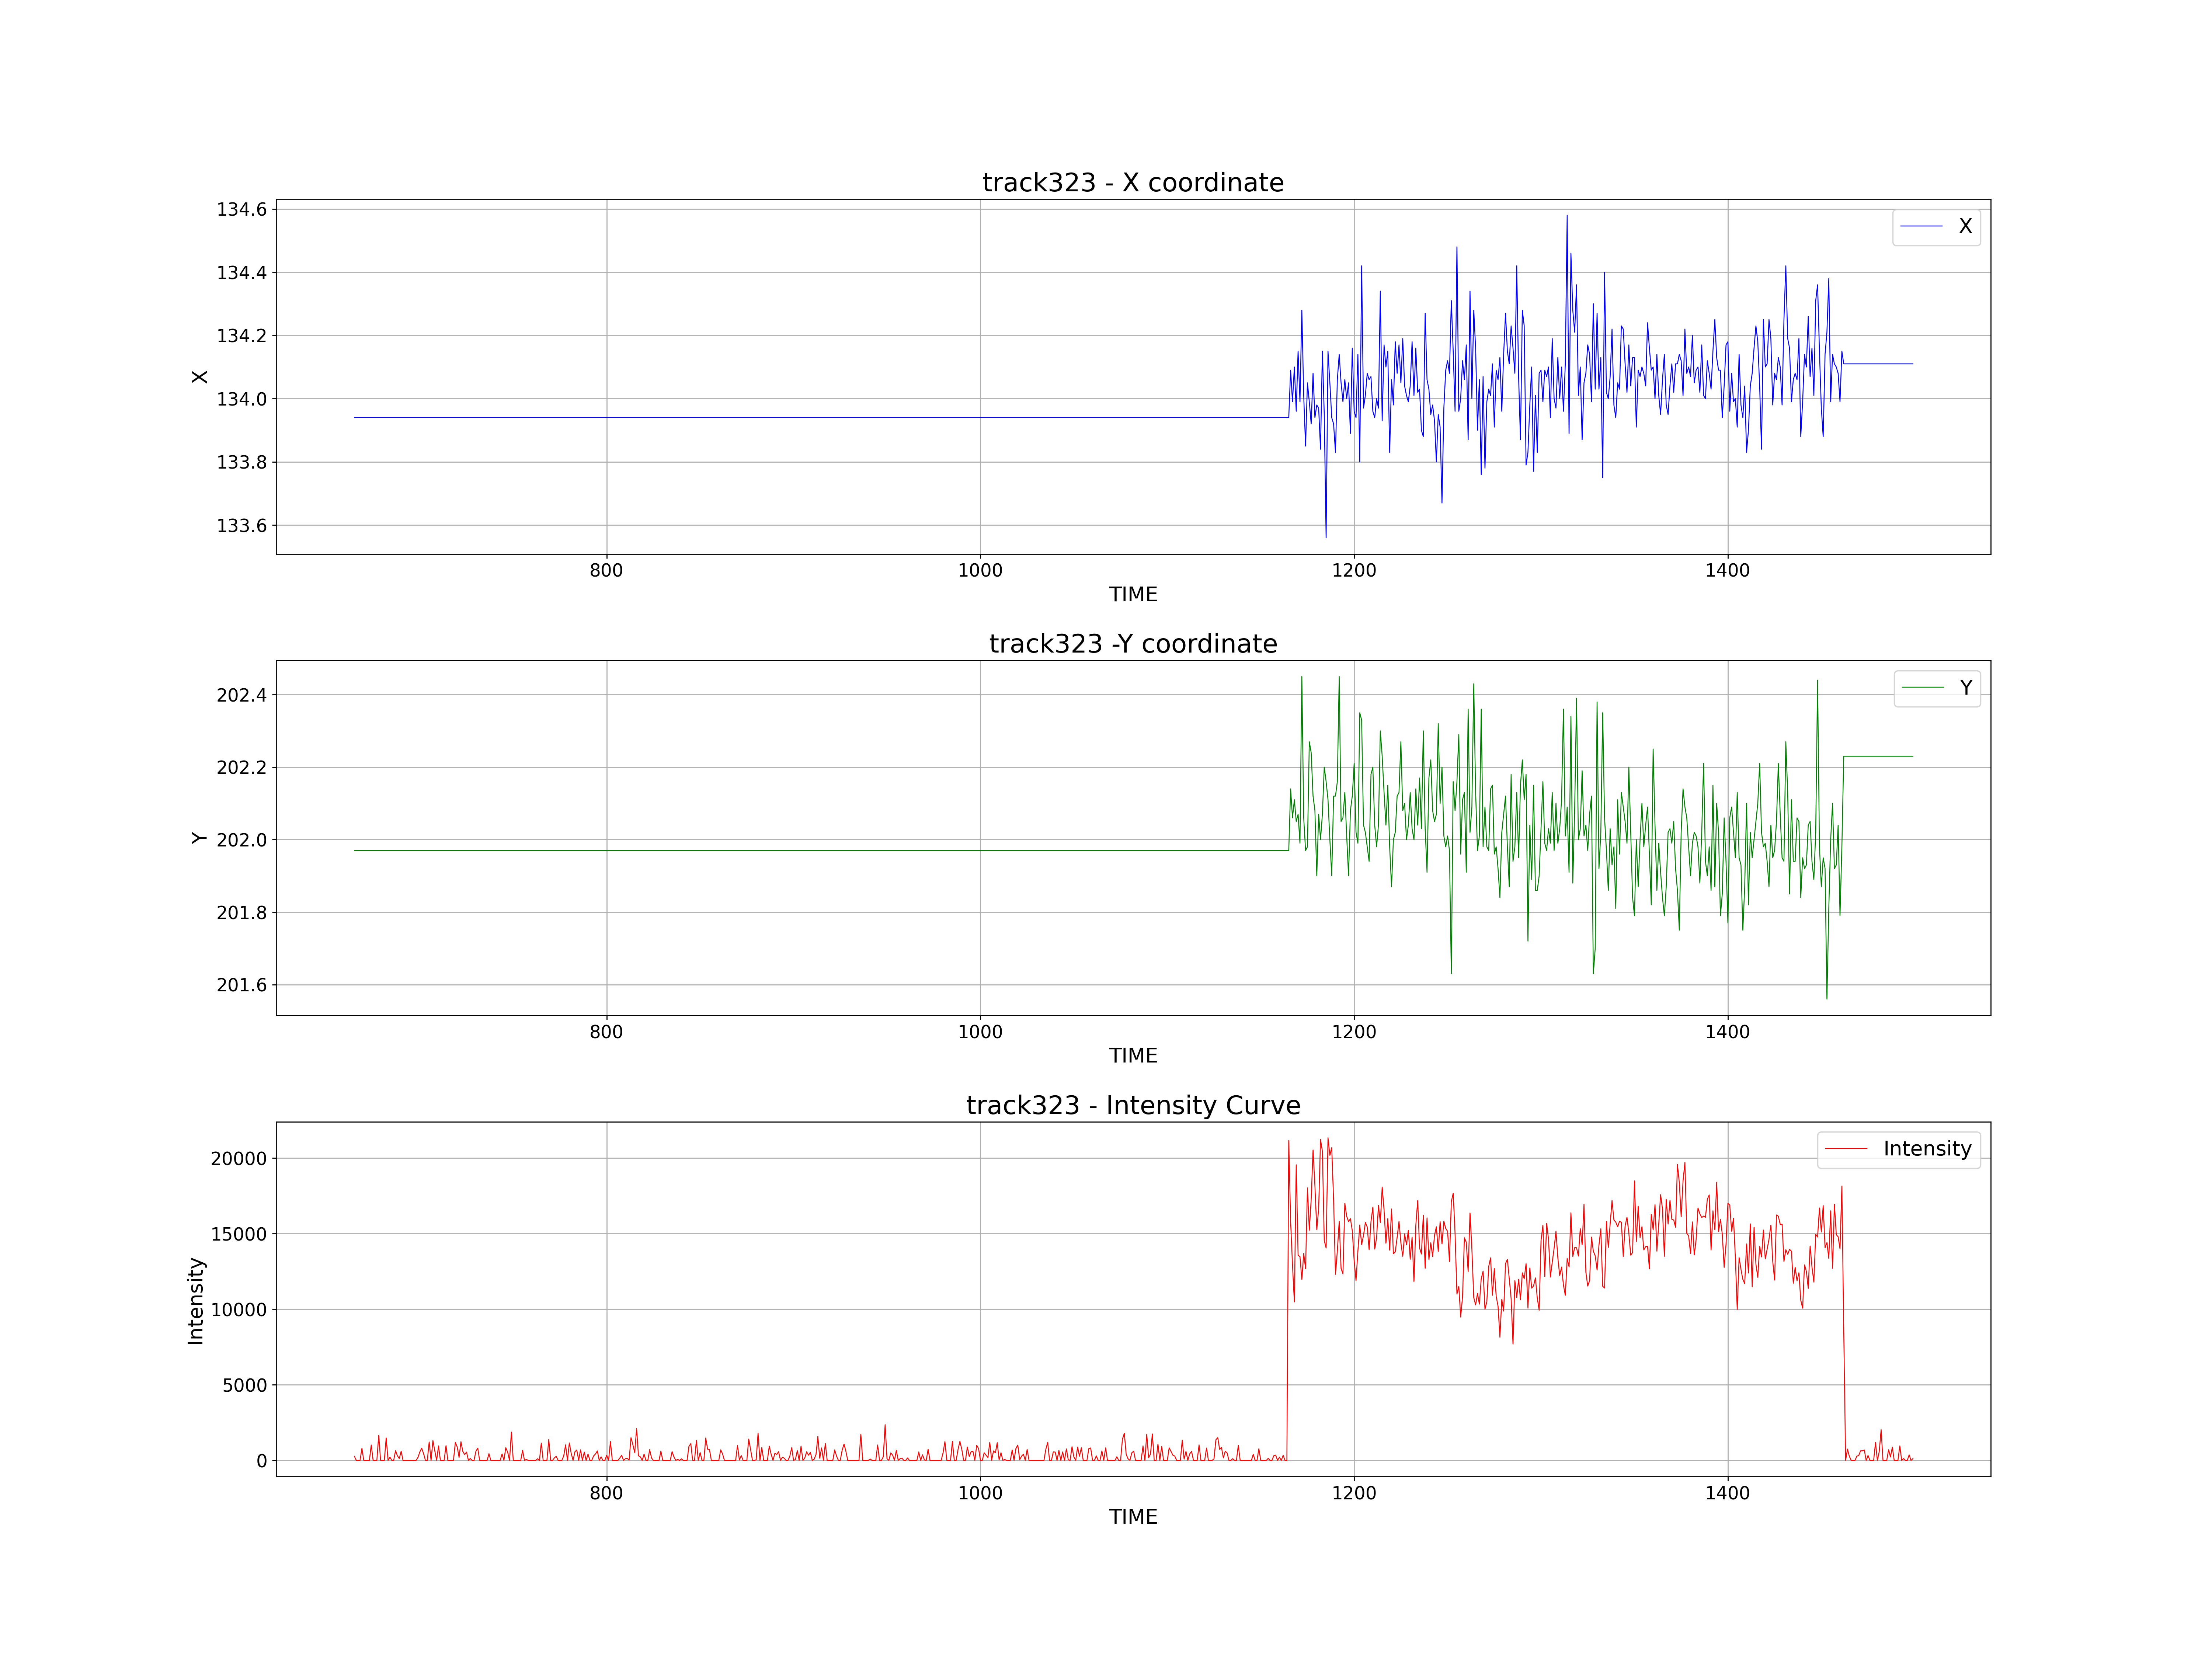 track323 - X coordinate
X
134.6
134.4
134.2
134.0
133.8
133.6
X
800 1000 1200 1400
TIME
track323 -Y coordinate
Y
202.4
202.2
202.0
201.8
201.6
Y
800 1000 1200 1400
TIME
track323 - Intensity Curve
Intensity
20000
15000
10000
5000
0
Intensity
800 1000 1200 1400
TIME